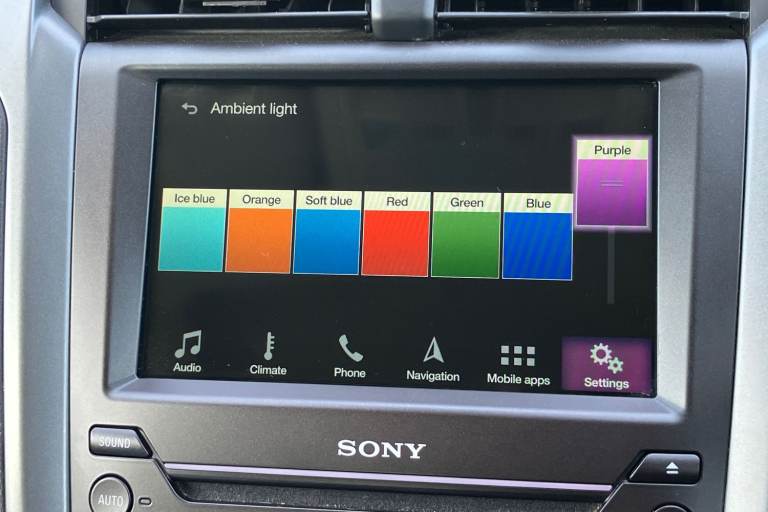 Ambient light
Purple
Ice blue Orange Soft blue Red Green Blue
Audio Climate Phone Navigation Mobile apps Settings
SONY
SOUND
AUTO